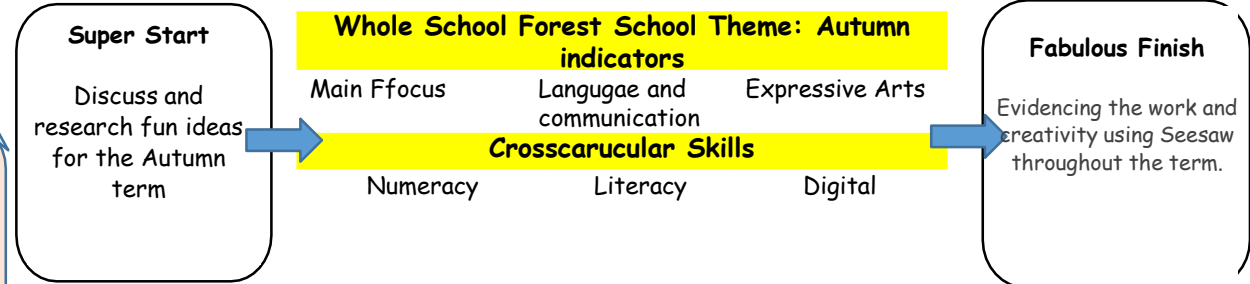 Super Start
Discuss and
research fun ideas
for the Autumn
term
Whole School Forest School Theme: Autumn
indicators
Main Ffocus
Langugae and
communication
Expressive Arts
Crosscarucular Skills
Numeracy
Literacy
Digital
Fabulous Finish
Evidencing the work and
creativity using Seesaw
throughout the term.